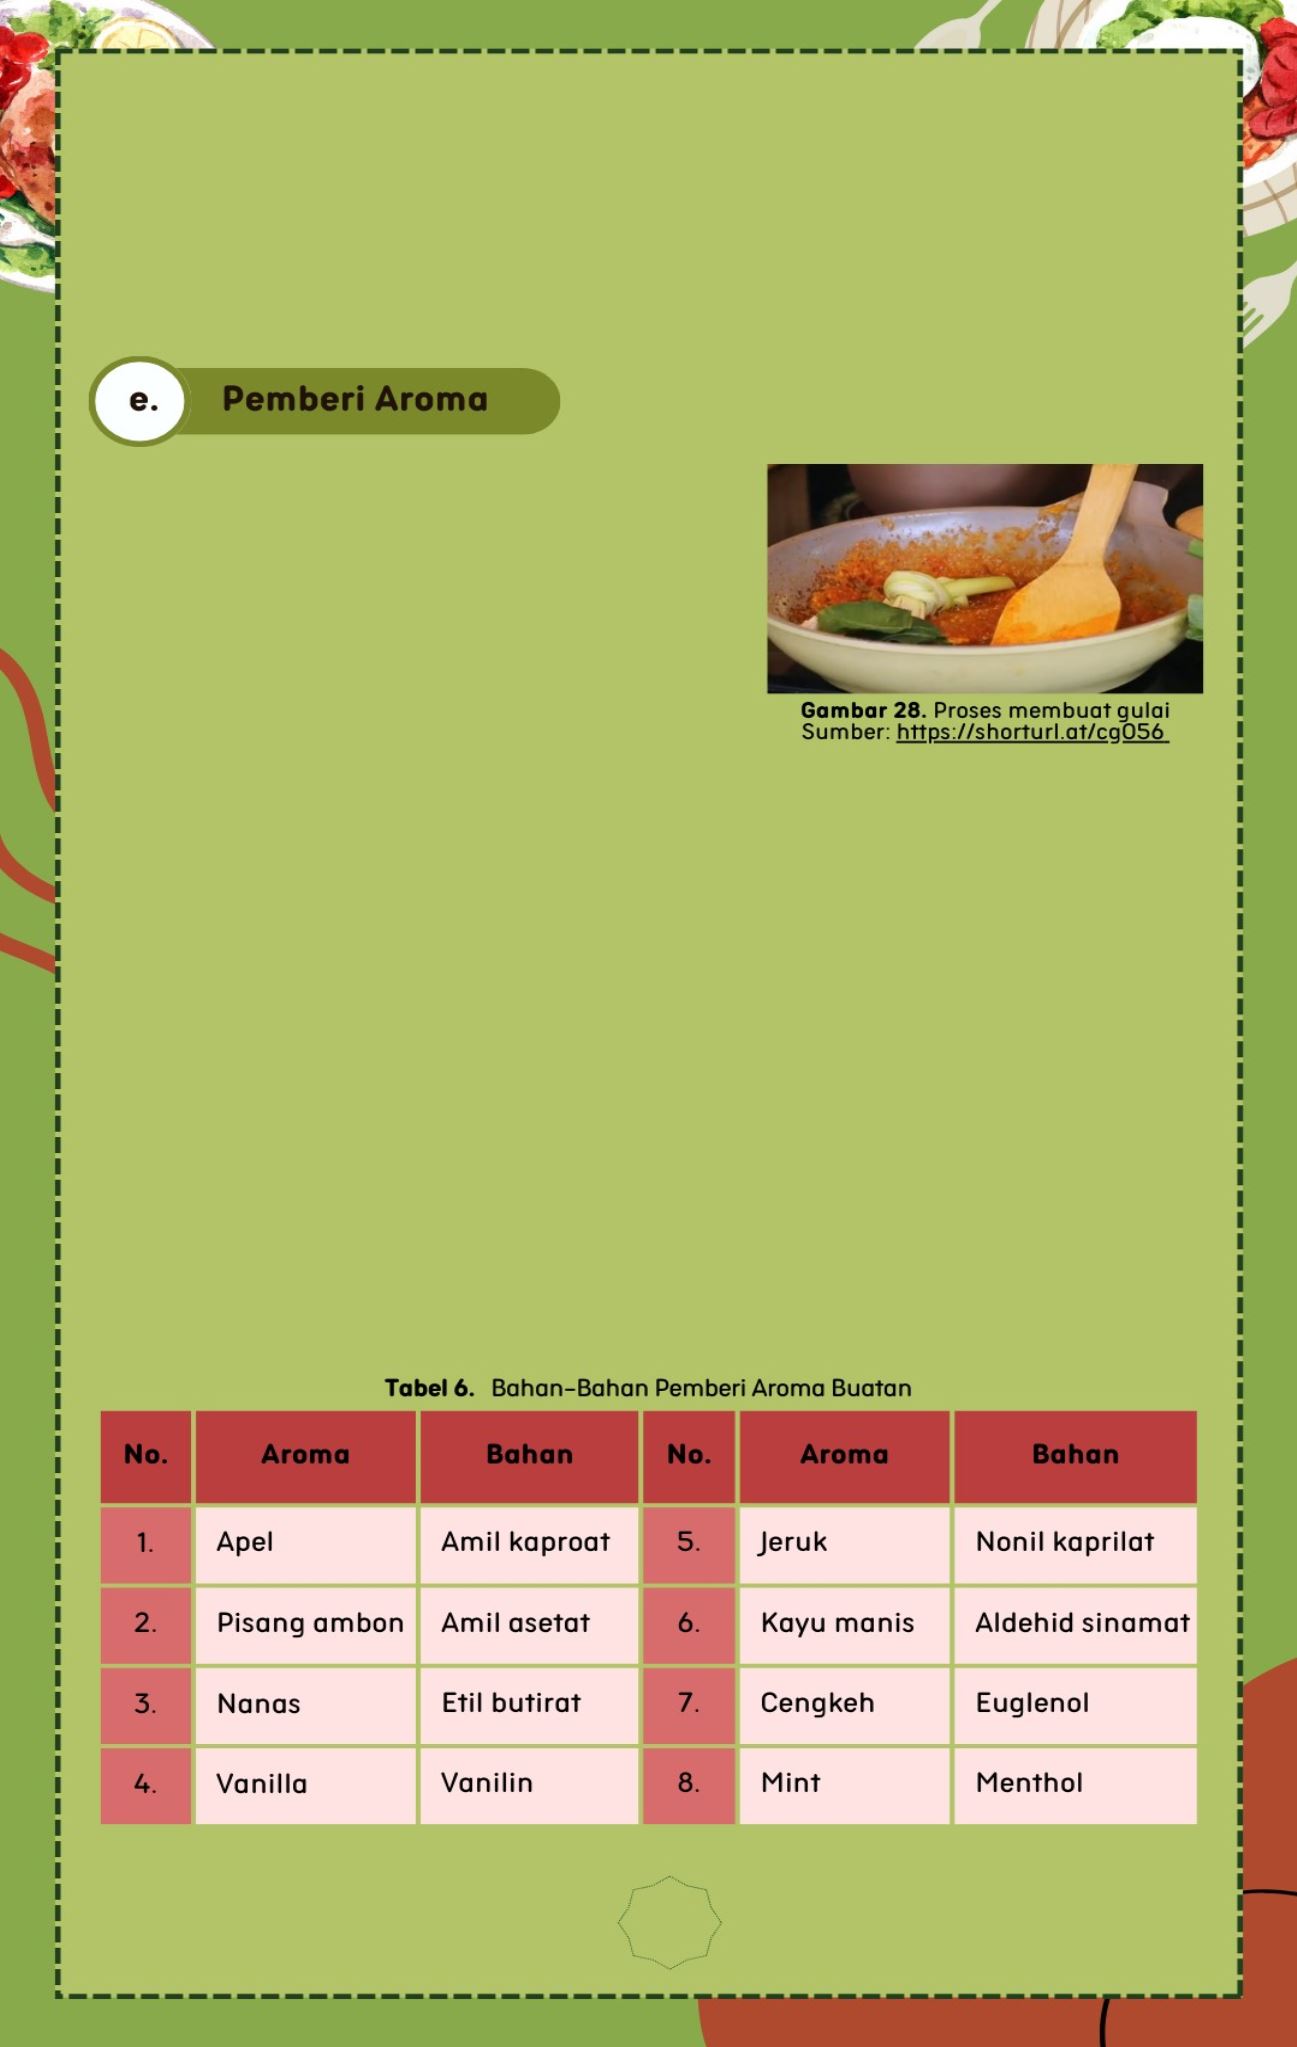 e. Pemberi Aroma
Gambar 28. Proses membuat gulai
Sumber: https://shorturl.at/cgO56
Tabel 6. Bahan-Bahan Pemberi Aroma Buatan
No. Aroma Bahan No. Aroma Bahan
1. Apel Amil kaproat 5. Jeruk Nonil kaprilat
2. Pisang ambon Amil asetat 6. Kayu manis Aldehid sinamat
3. Nanas Etil butirat 7. Cengkeh Euglenol
4. Vanilla Vanilin 8. Mint Menthol